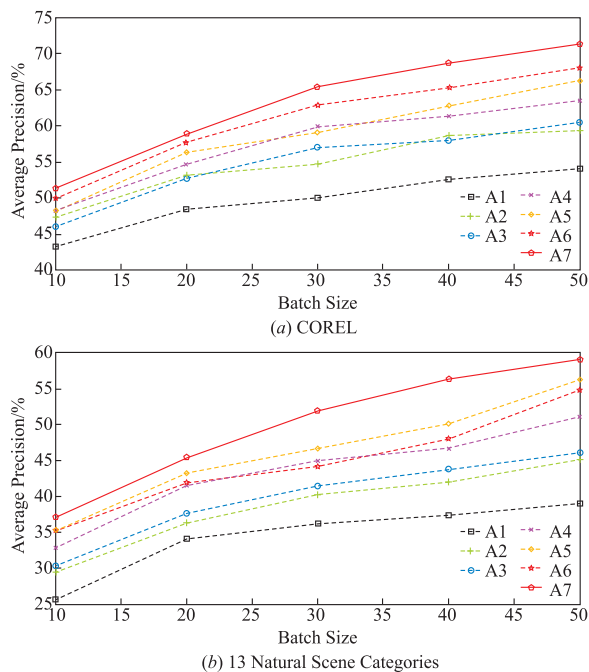 75
70
65
60
55
50
45
40
Average Precision/%
A1 A4
A2 A5
A3 A6
A7
10 15 20 25 30 35 40 45 50
Batch Size
(a) COREL
60
55
50
45
40
35
30
25
Average Precision/%
A1 A4
A2 A5
A3 A6
A7
10 15 20 25 30 35 40 45 50
Batch Size
(b) 13 Natural Scene Categories